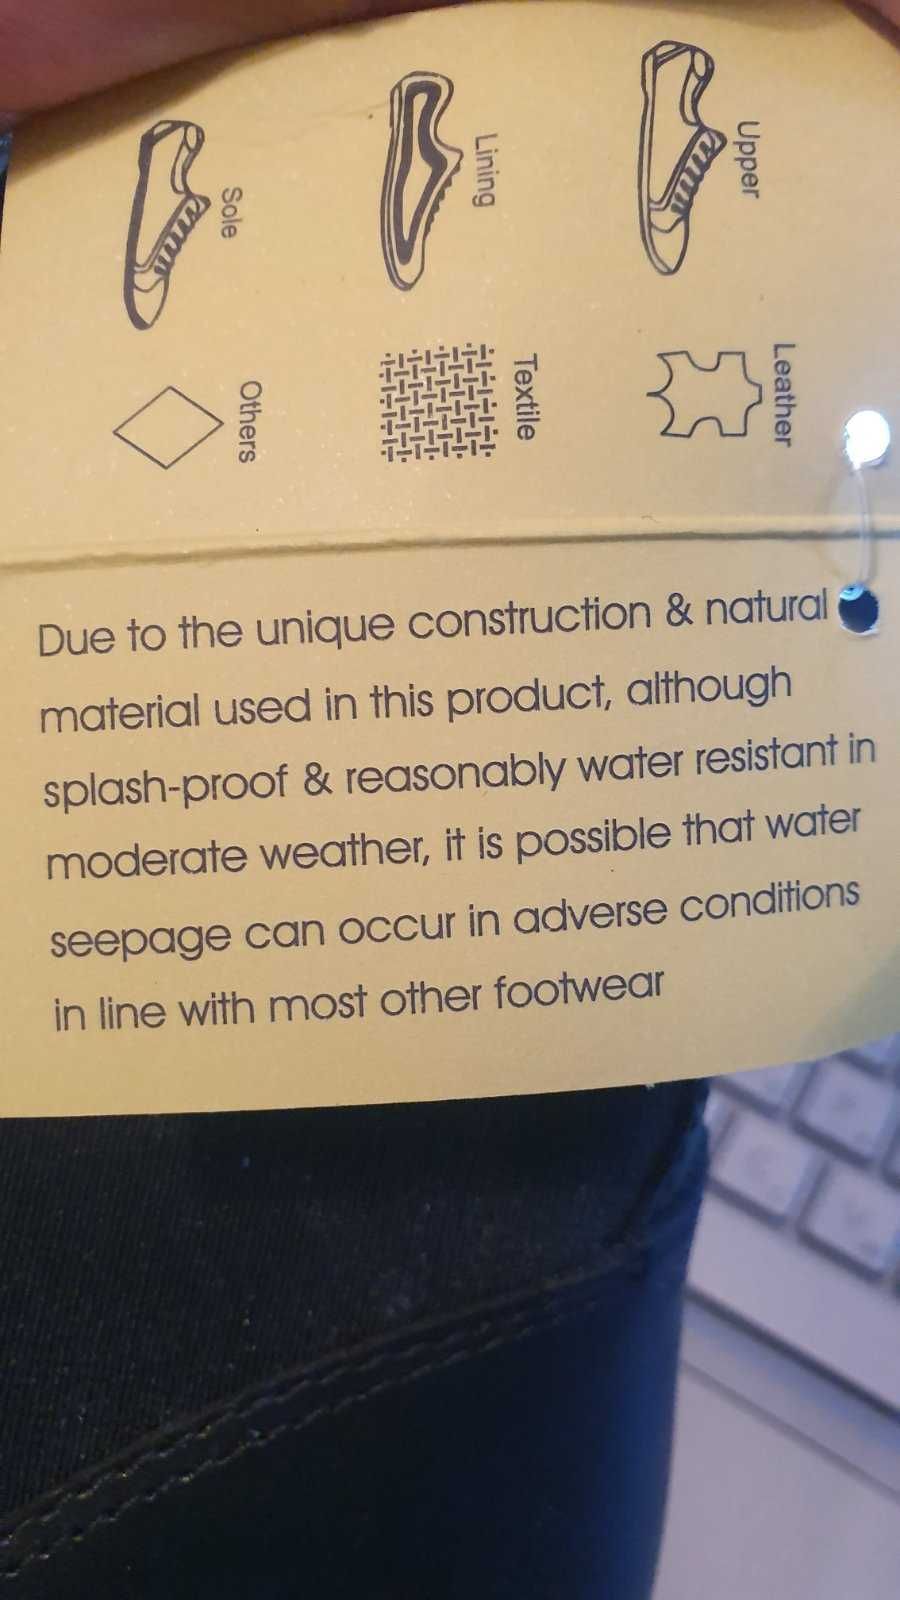 Upper
Leather
Lining
Textile
Sole
Others
Due to the unique construction & natural
material used in this product, although
splash-proof & reasonably water resistant in
moderate weather, it is possible that water
seepage can occur in adverse conditions
in line with most other footwear